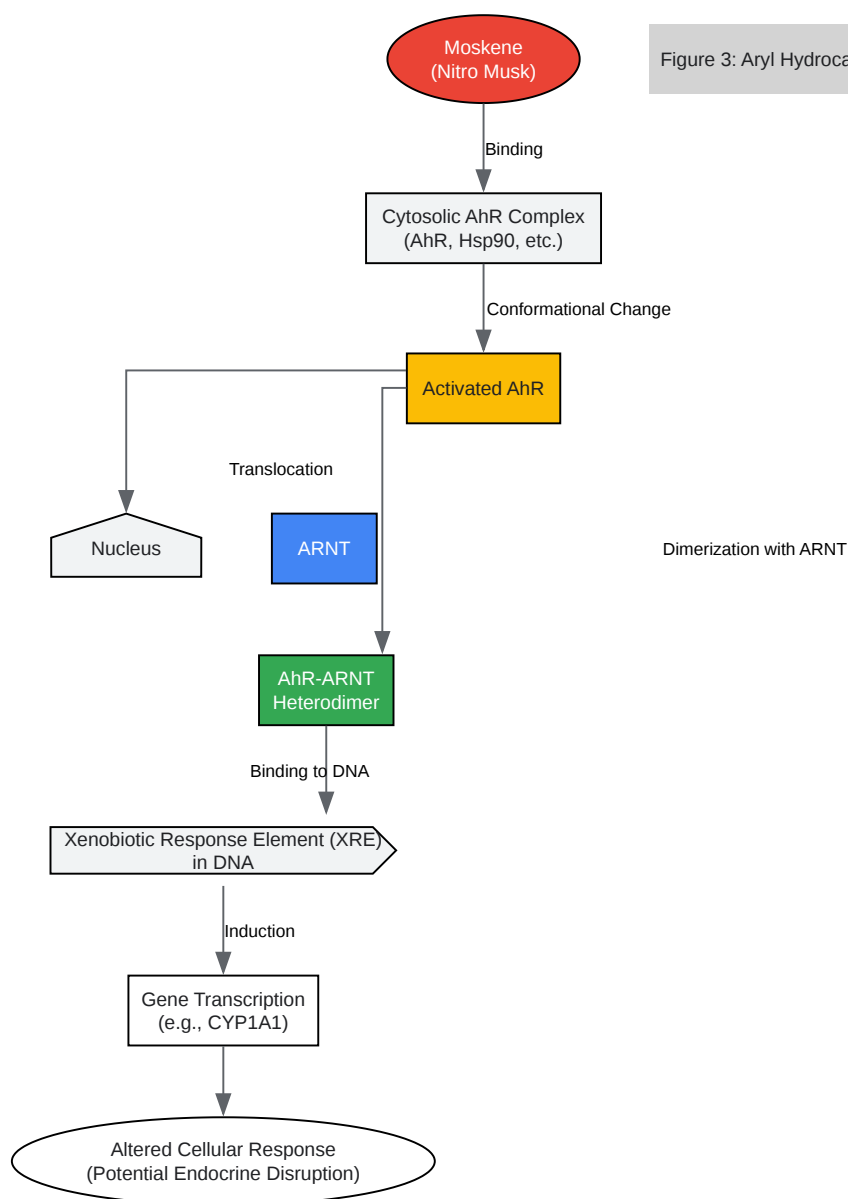 Moskene
(Nitro Musk)
Figure 3: Aryl Hydroca
Binding
Cytosolic AhR Complex
(AhR, Hsp90, etc.)
Conformational Change
Activated AhR
Translocation
Nucleus
ARNT
Dimerization with ARNT
AhR-ARNT
Heterodimer
Binding to DNA
Xenobiotic Response Element (XRE)
in DNA
Induction
Gene Transcription
(e.g., CYP1A1)
Altered Cellular Response
(Potential Endocrine Disruption)